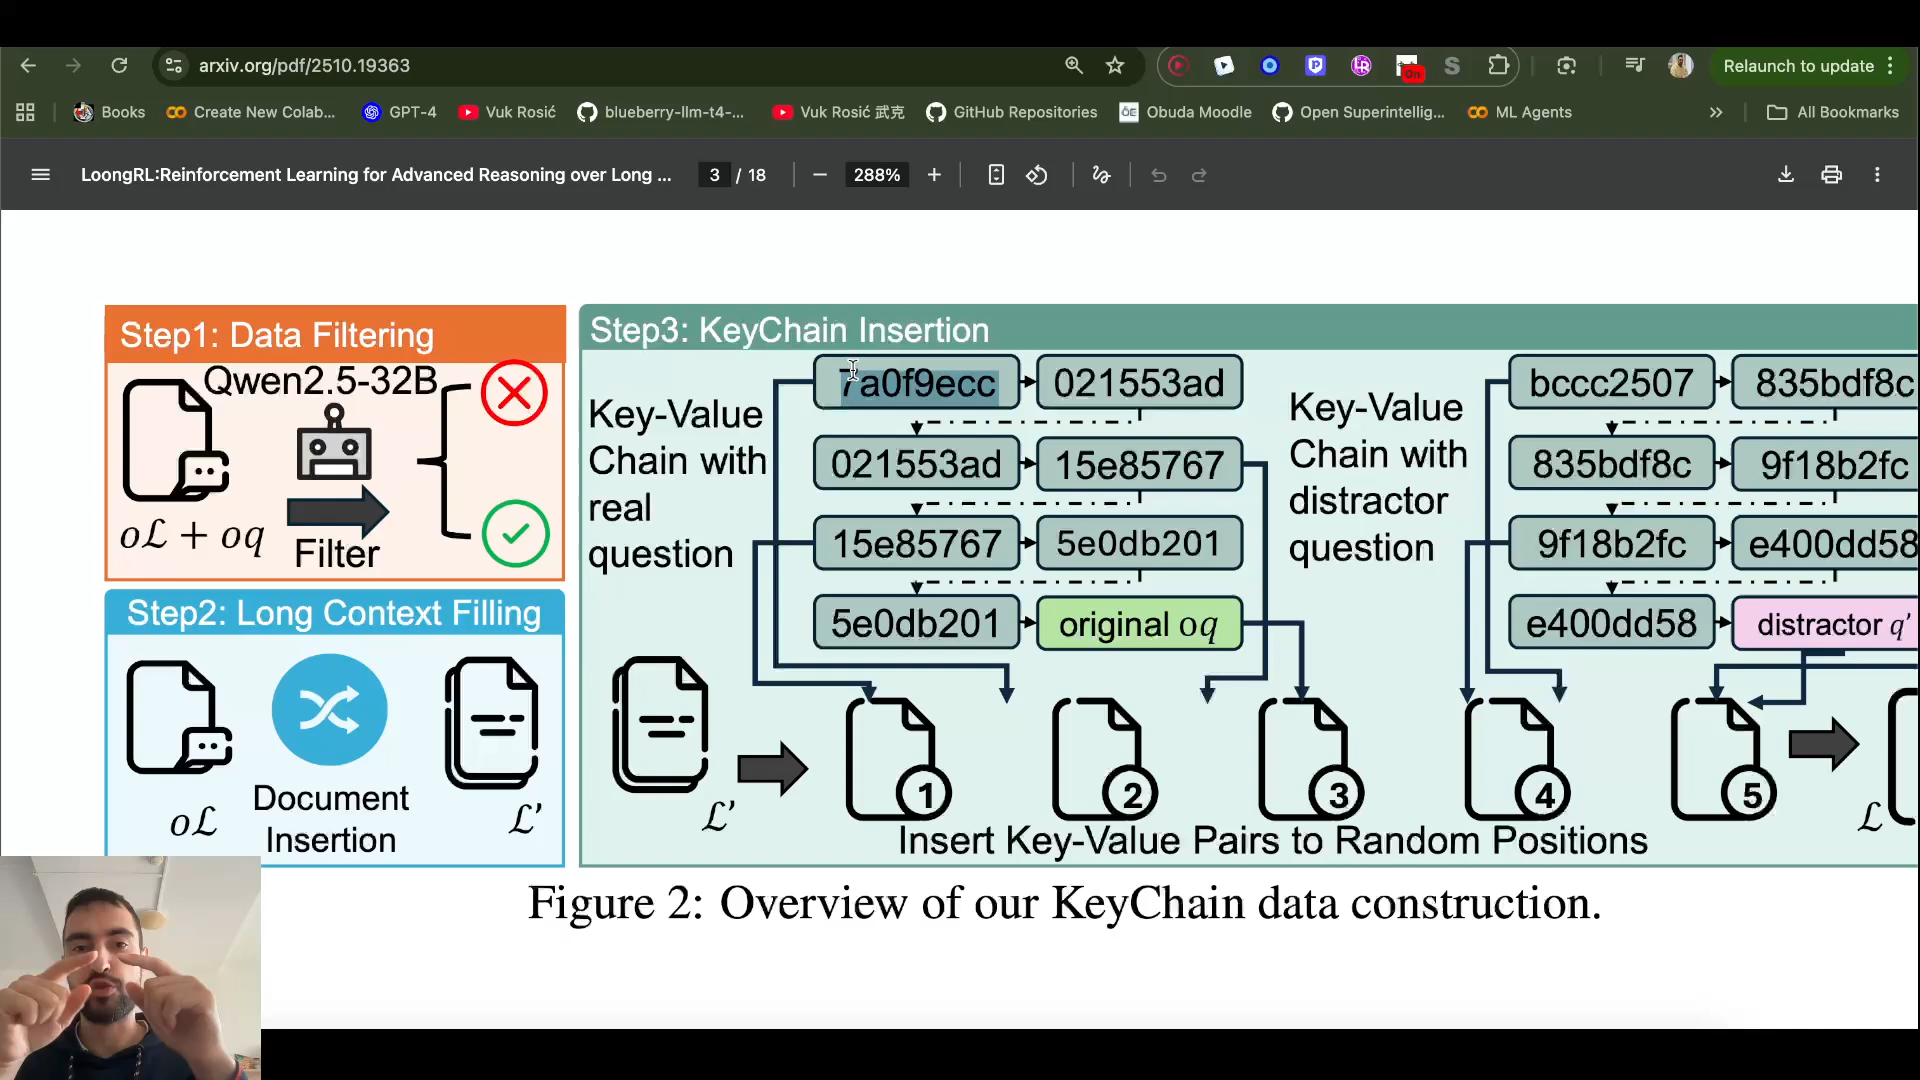 arxiv.org/pdf/2510.19363
On
S
Relaunch to update
Books
Create New Colab...
GPT-4
Vuk Rosić
blueberry-llm-t4-...
Vuk Rosić 武克
GitHub Repositories
Obuda Moodle
Open Superintellig...
ML Agents
All Bookmarks
LoongRL:Reinforcement Learning for Advanced Reasoning over Long ...
3 / 18
288%
Step1: Data Filtering
Qwen2.5-32B
oL + oq
Filter
Step2: Long Context Filling
oL
Document
Insertion
L'
Step3: KeyChain Insertion
Key-Value
Chain with
real
question
7a0f9ecc
021553ad
021553ad
15e85767
15e85767
5e0db201
5e0db201
original oq
Key-Value
Chain with
distractor
question
bccc2507
835bdf8c
835bdf8c
9f18b2fc
9f18b2fc
e400dd58
e400dd58
distractor q'
L'
1
2
3
4
5
L
Insert Key-Value Pairs to Random Positions
Figure 2: Overview of our KeyChain data construction.